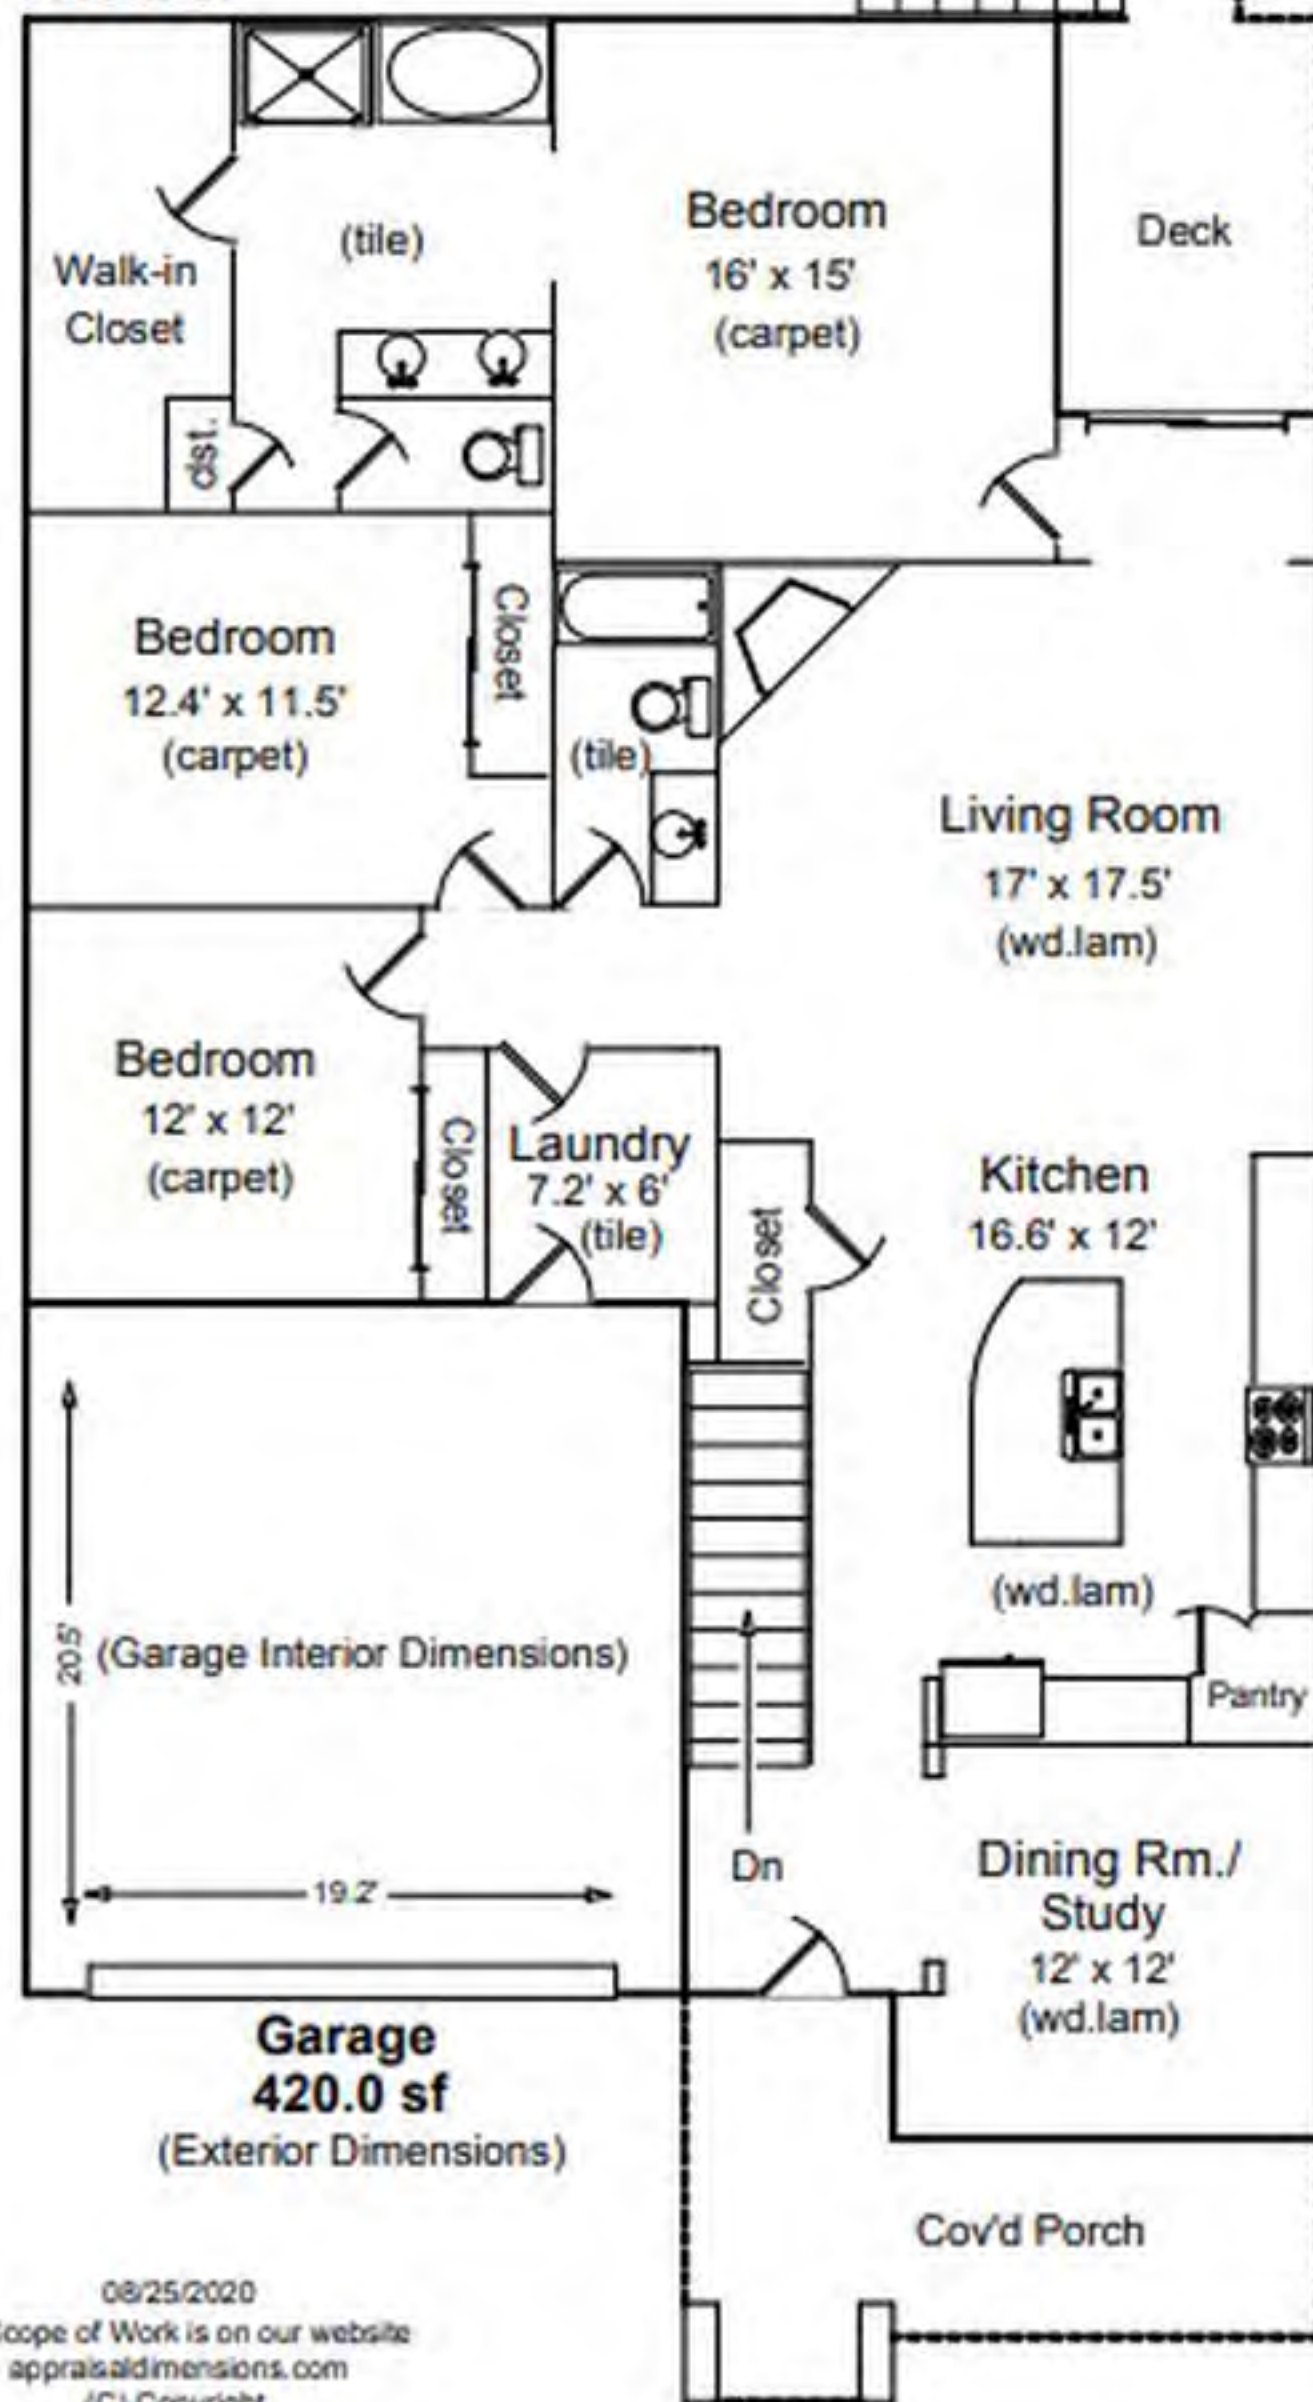 (tile)
Bedroom
16' x 15'
(carpet)
Deck
Walk-in
Closet
clst.
Bedroom
12.4' x 11.5'
(carpet)
Closet
(tile)
Living Room
17' x 17.5'
(wd.lam)
Bedroom
12' x 12'
(carpet)
Closet
Laundry
7.2' x 6'
(tile)
Closet
Kitchen
16.6' x 12'
(wd.lam)
Pantry
20.5'
(Garage Interior Dimensions)
19.2'
Dn
Dining Rm./
Study
12' x 12'
(wd.lam)
Garage
420.0 sf
(Exterior Dimensions)
Cov'd Porch
08/25/2020
Scope of Work is on our website
appraisaldimensions.com
(C) Copyright